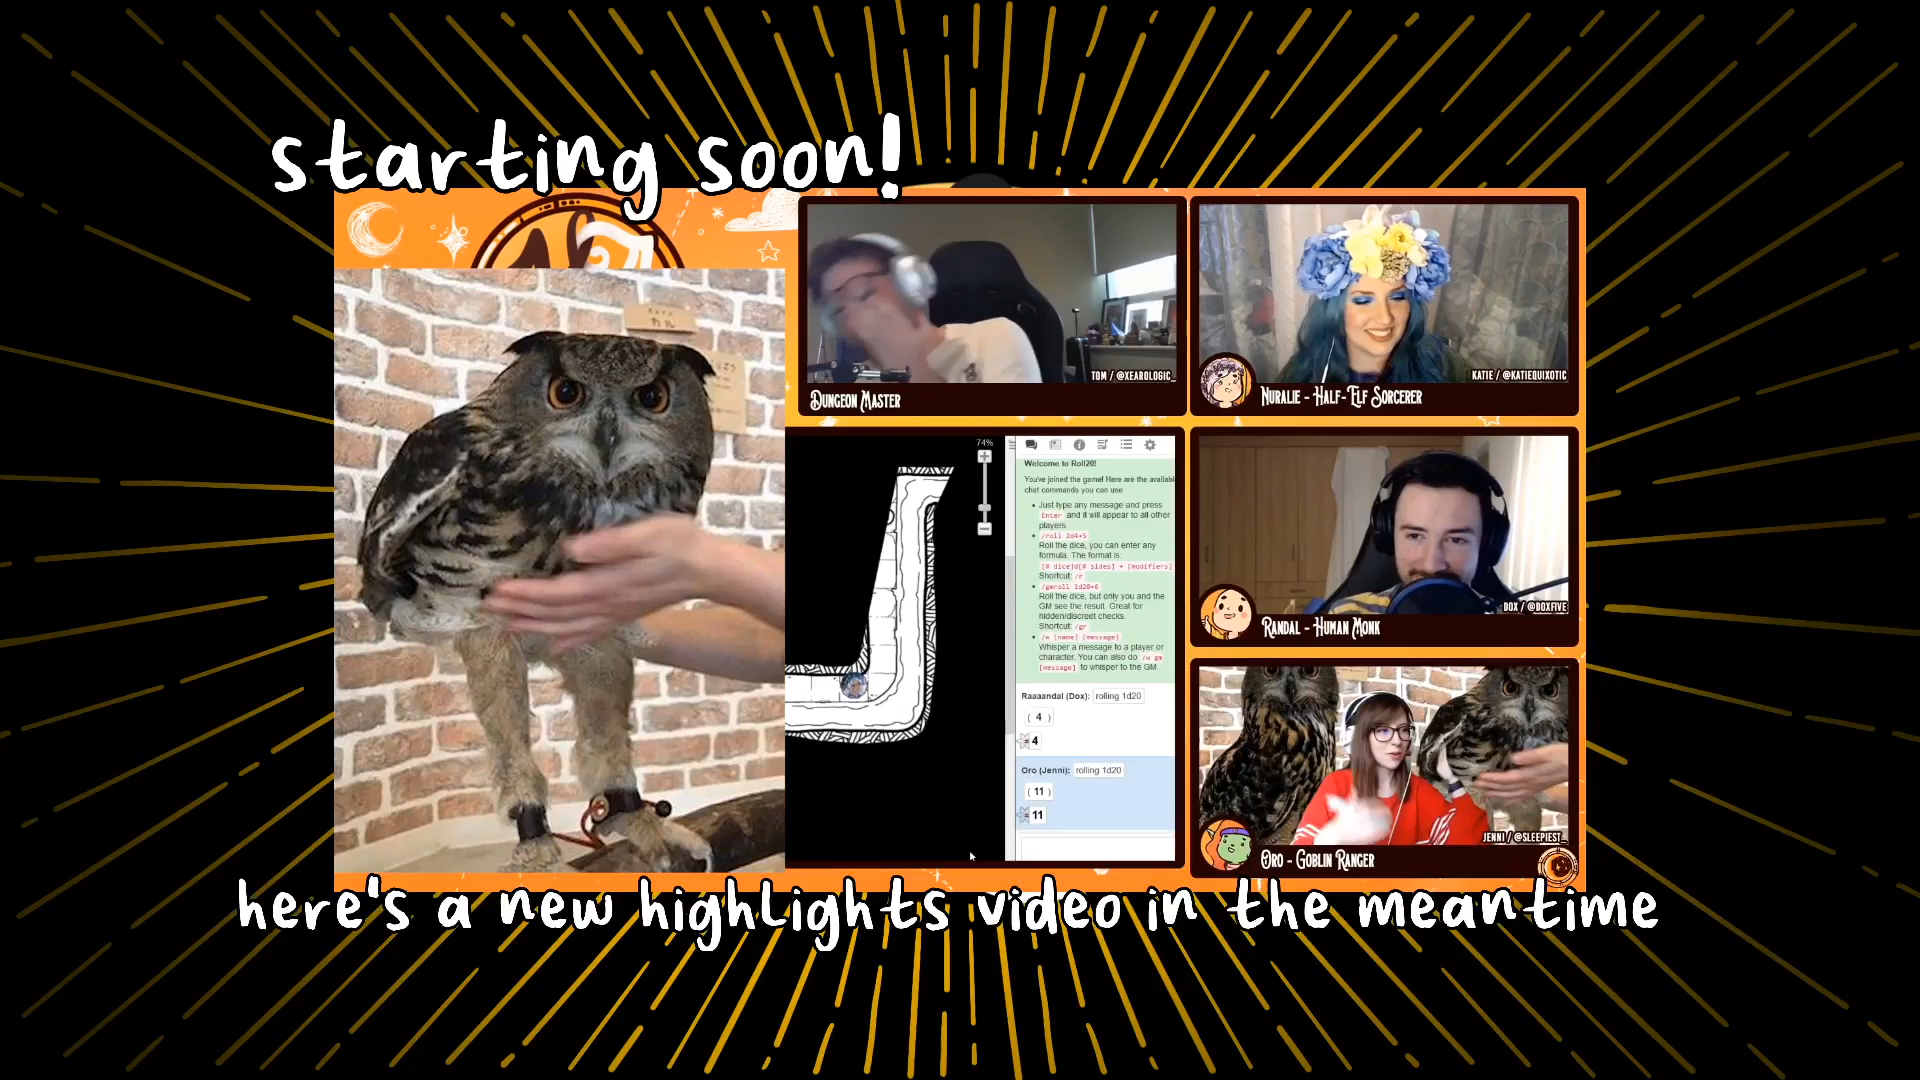 starting soon!
TOM / @XEAROLOGIC_
DUNGEON MASTER
KATIE / @KATIEQUIXOTIC
NURALIE - HALF-ELF SORCERER
74%
Welcome to Roll20!
You've joined the game! Here are the available
chat commands you can use
Just type any message and press
Enter and it will appear to all other
players.
/roll 2d4+5
Roll the dice, you can enter any
formula. The format is:
[# dice]d[# sides] + [modifiers]
Shortcut: /r
/gmroll 1d20+6
Roll the dice, but only you and the
GM see the result. Great for
hidden/discreet checks.
Shortcut: /gr
/w [name] [message]
Whisper a message to a player or
character. You can also do /w gm
[message] to whisper to the GM.
Raaaandal (Dox): rolling 1d20
( 4 )
= 4
Oro (Jenni): rolling 1d20
( 11 )
= 11
DOX / @DOXFIVE
RANDAL - HUMAN MONK
JENNI / @SLEEPIEST_
ORO - GOBLIN RANGER
here's a new highlights video in the meantime